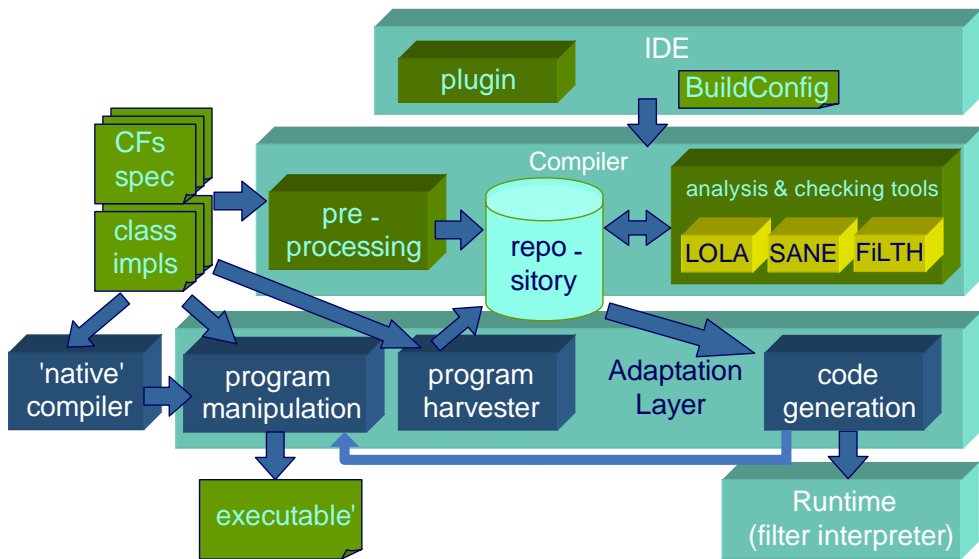 IDE
plugin
BuildConfig
CFs
spec
class
impls
Compiler
pre -
processing
repo -
sitory
analysis & checking tools
LOLA
SANE
FiLTH
'native'
compiler
program
manipulation
program
harvester
Adaptation
Layer
code
generation
executable'
Runtime
(filter interpreter)